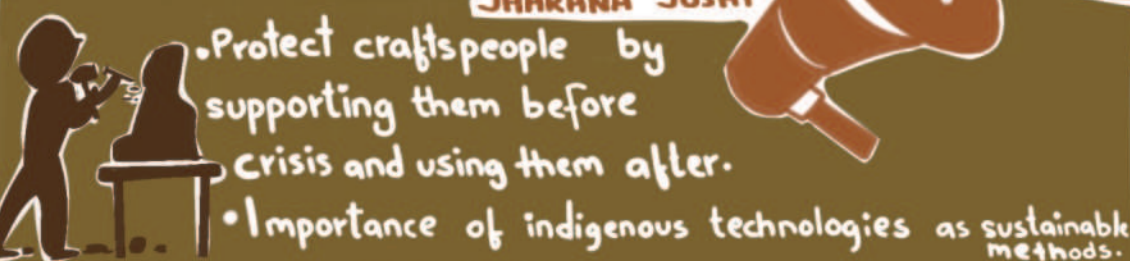 •Protect craftspeople by
supporting them before
crisis and using them after.
•Importance of indigenous technologies as sustainable
methods.